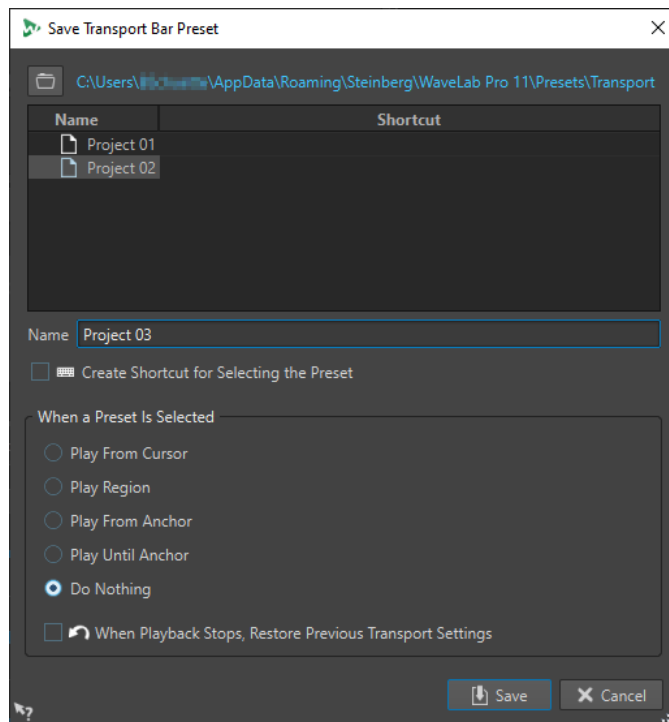 Save Transport Bar Preset
C:\Users\ \AppData\Roaming\Steinberg\WaveLab Pro 11\Presets\Transport
Name Shortcut
Project 01
Project 02
Name Project 03
Create Shortcut for Selecting the Preset
When a Preset Is Selected
Play From Cursor
Play Region
Play From Anchor
Play Until Anchor
Do Nothing
When Playback Stops, Restore Previous Transport Settings
Save Cancel